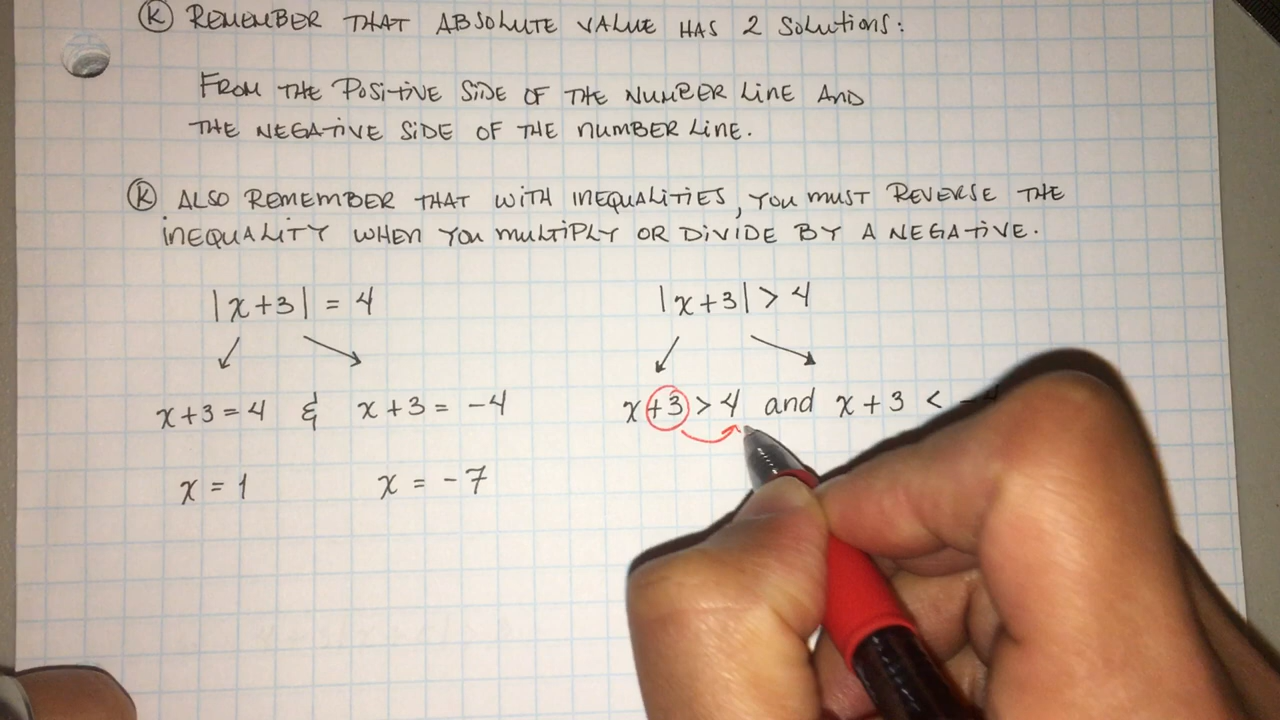 (K) REMEMBER THAT ABSOLUTE VALUE HAS 2 SOLUTIONS:
FROM THE POSITIVE SIDE OF THE NUMBER LINE AND
THE NEGATIVE SIDE OF THE NUMBER LINE.
(K) ALSO REMEMBER THAT WITH INEQUALITIES, YOU MUST REVERSE THE
INEQUALITY WHEN YOU MULTIPLY OR DIVIDE BY A NEGATIVE.
|x+3| = 4
|x+3| > 4
x+3 = 4 & x+3 = -4
x+3 > 4 and x+3 < -4
x = 1
x = -7